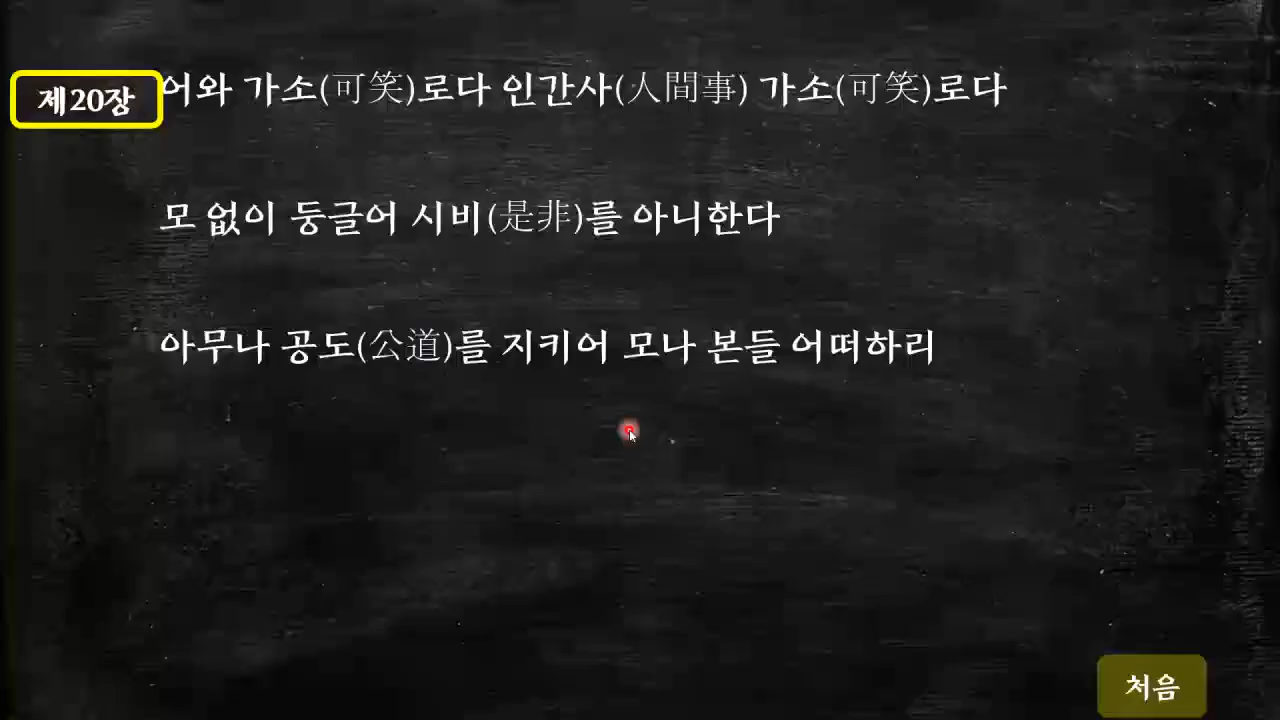 제20장
어와 가소(可笑)로다 인간사(人間事) 가소(可笑)로다
모 없이 둥글어 시비(是非)를 아니한다
아무나 공도(公道)를 지키어 모나 본들 어떠하리
처음